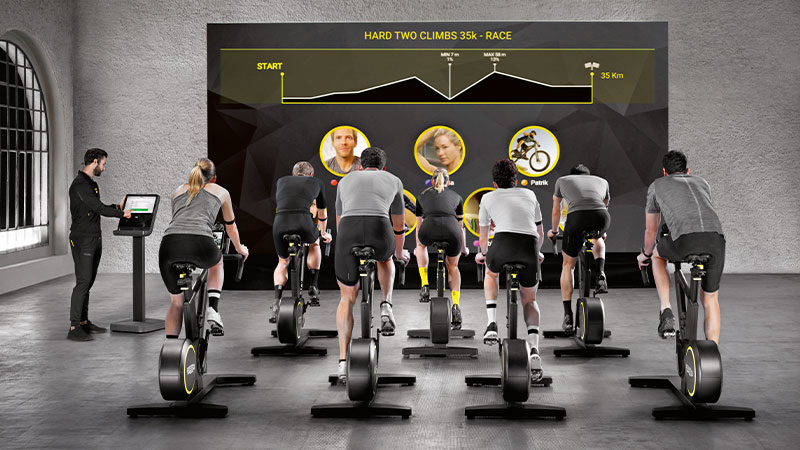 HARD TWO CLIMBS 35k - RACE
MIN 7 m
1%
MAX 58 m
13%
START
35 Km
Patrik